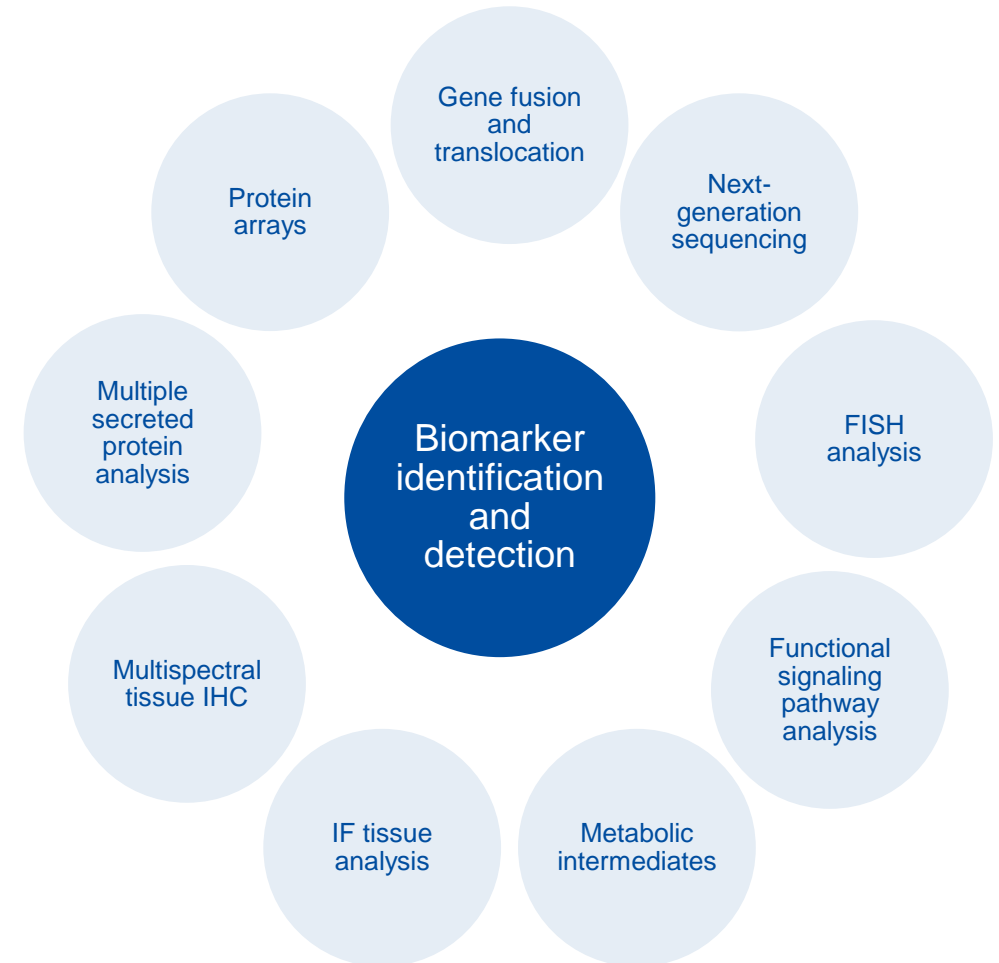 Gene fusion
and
translocation
Next-
generation
sequencing
FISH
analysis
Functional
signaling
pathway
analysis
Metabolic
intermediates
IF tissue
analysis
Multispectral
tissue IHC
Multiple
secreted
protein
analysis
Protein
arrays
Biomarker
identification
and
detection